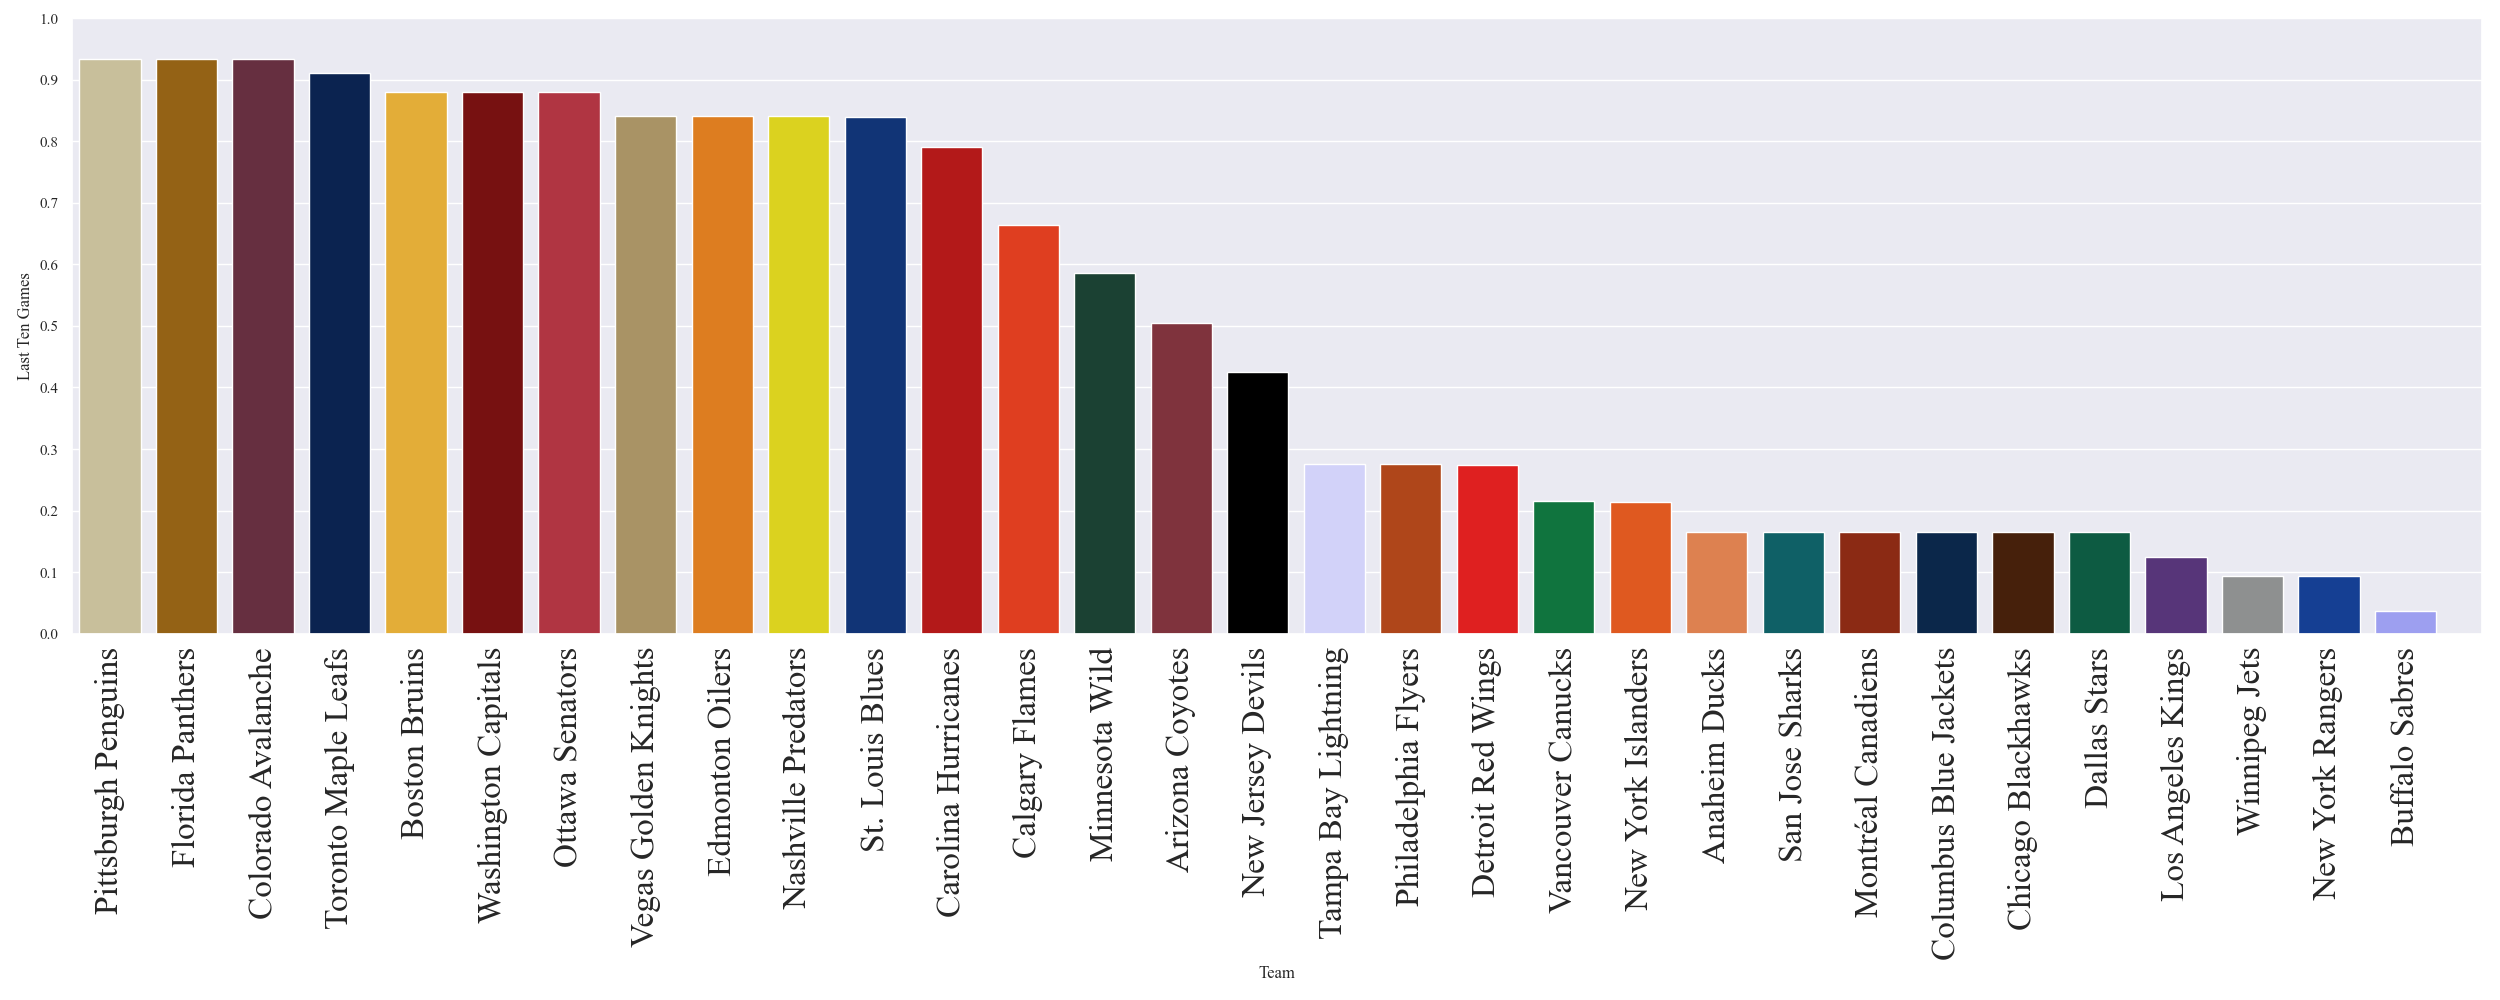 1.0
0.9
0.8
0.7
0.6
0.5
0.4
0.3
0.2
0.1
0.0
Last Ten Games
Pittsburgh Penguins
Florida Panthers
Colorado Avalanche
Toronto Maple Leafs
Boston Bruins
Washington Capitals
Ottawa Senators
Vegas Golden Knights
Edmonton Oilers
Nashville Predators
St. Louis Blues
Carolina Hurricanes
Calgary Flames
Minnesota Wild
Arizona Coyotes
New Jersey Devils
Tampa Bay Lightning
Philadelphia Flyers
Detroit Red Wings
Vancouver Canucks
New York Islanders
Anaheim Ducks
San Jose Sharks
Montréal Canadiens
Columbus Blue Jackets
Chicago Blackhawks
Dallas Stars
Los Angeles Kings
Winnipeg Jets
New York Rangers
Buffalo Sabres
Team